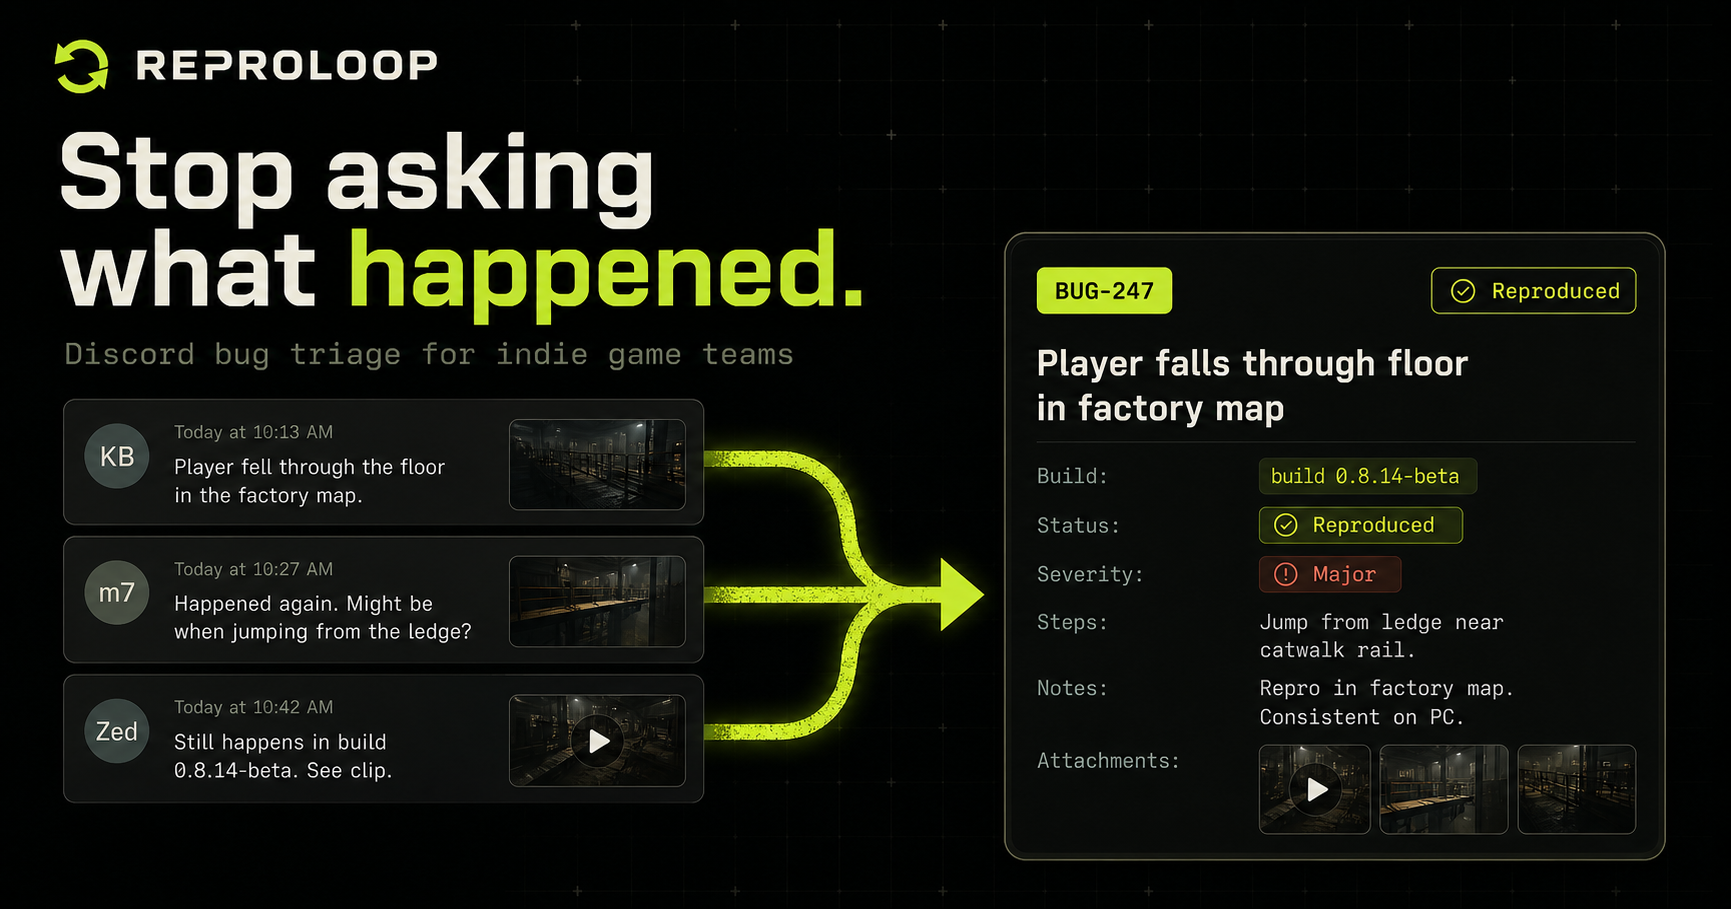 REPROLOOP
Stop asking
what happened.
Discord bug triage for indie game teams
KB
Today at 10:13 AM
Player fell through the floor
in the factory map.
m7
Today at 10:27 AM
Happened again. Might be
when jumping from the ledge?
Zed
Today at 10:42 AM
Still happens in build
0.8.14-beta. See clip.
BUG-247
Reproduced
Player falls through floor
in factory map
Build: build 0.8.14-beta
Status: Reproduced
Severity: Major
Steps: Jump from ledge near
catwalk rail.
Notes: Repro in factory map.
Consistent on PC.
Attachments: